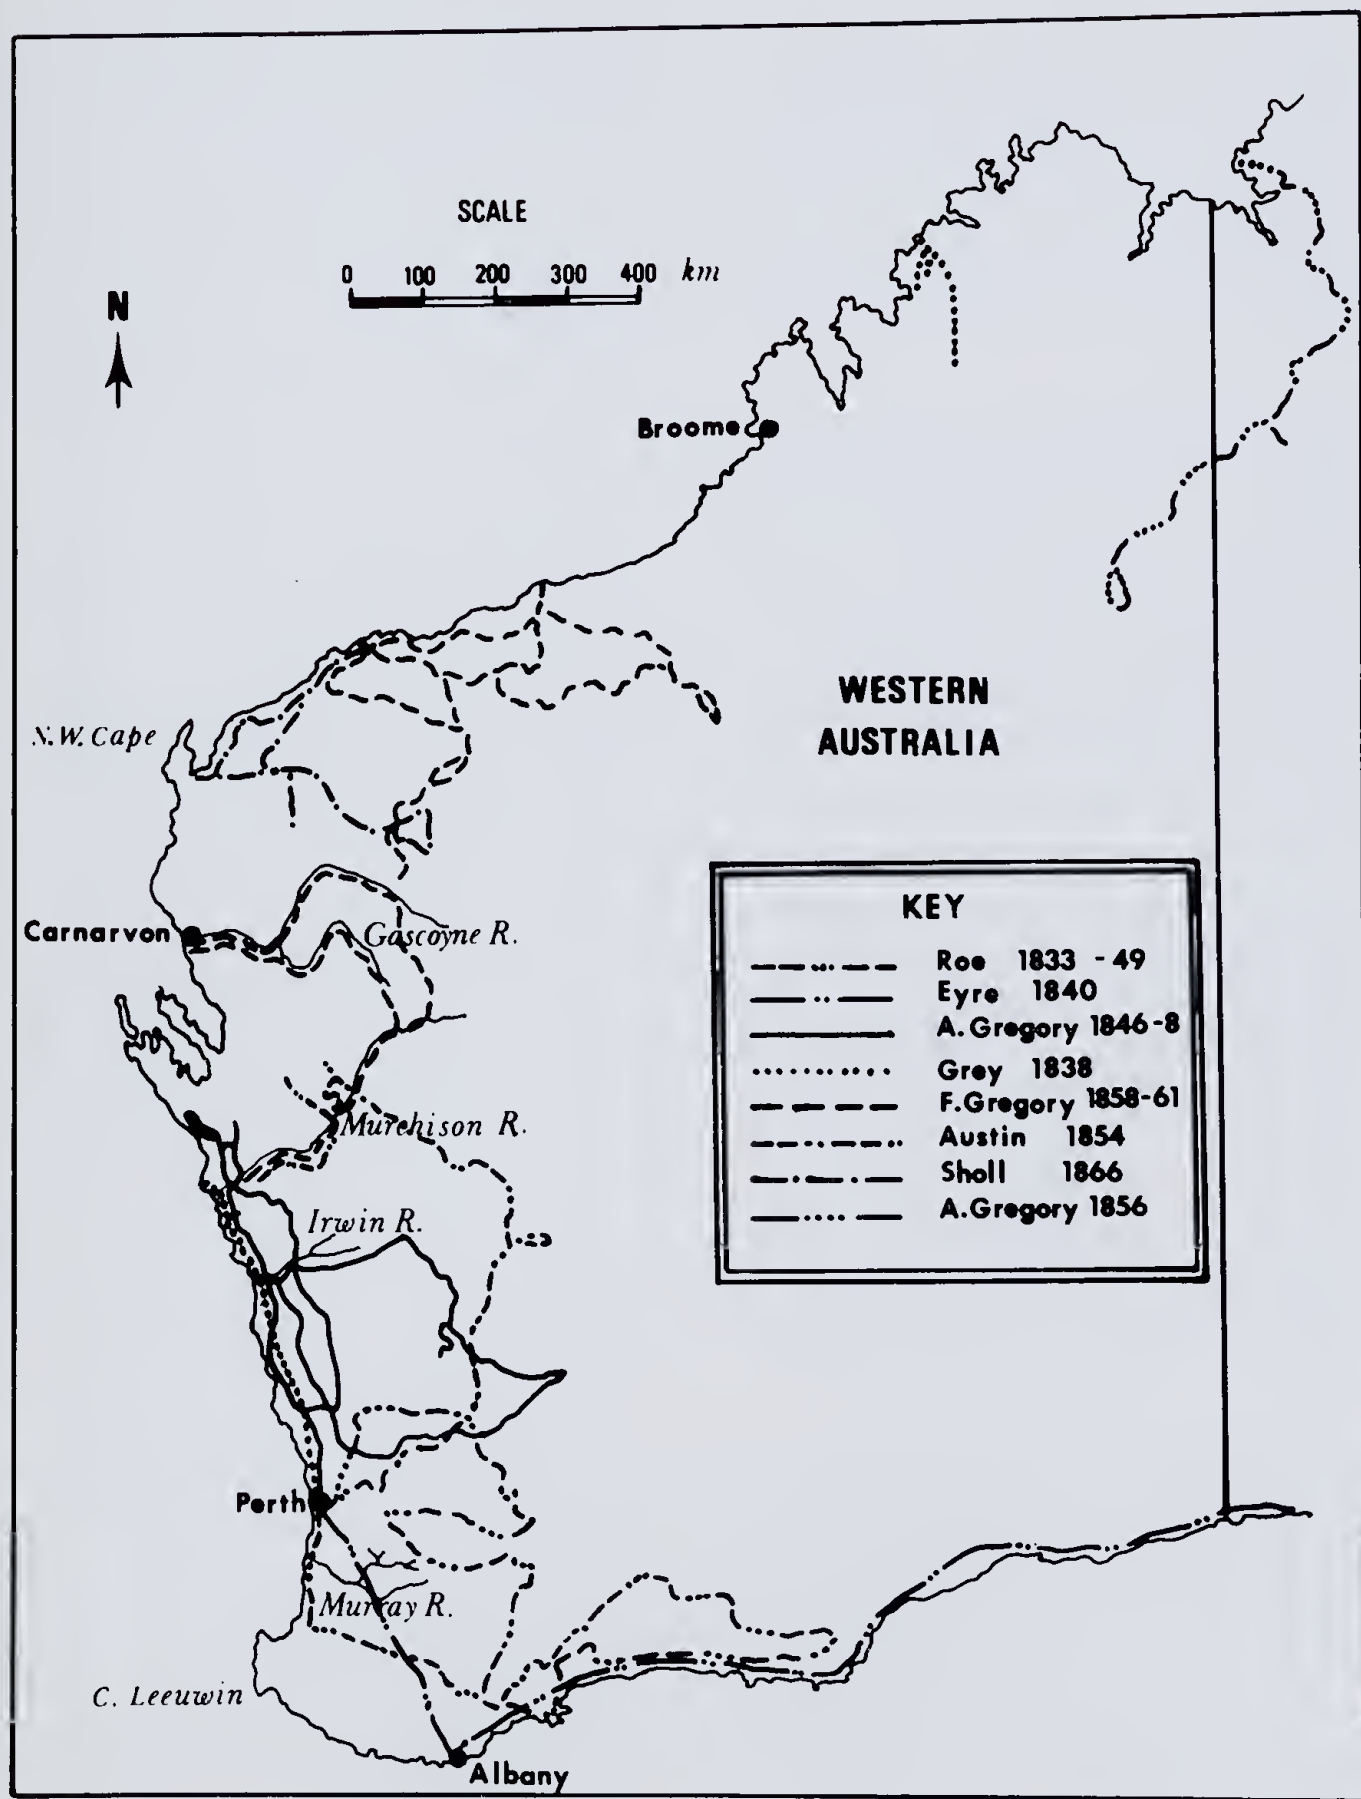 SCALE
0 100 200 300 400 km
N
Broome
WESTERN
AUSTRALIA
N.W. Cape
KEY
Roe 1833 - 49
Eyre 1840
A.Gregory 1846-8
Grey 1838
F.Gregory 1858-61
Austin 1854
Sholl 1866
A.Gregory 1856
Carnarvon
Gascoyne R.
Murchison R.
Irwin R.
Perth
Murray R.
C. Leeuwin
Albany